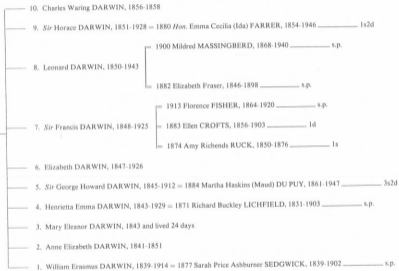 10. Charles Waring DARWIN, 1856-1858
9. Sir Horace DARWIN, 1851-1928 = 1880 Hon. Emma Cecilia (Ida) FARRER, 1854-1946 1s2d
1900 Mildred MASSINGBERD, 1868-1940 s.p.
8. Leonard DARWIN, 1850-1943
1882 Elizabeth Fraser, 1846-1898 s.p.
1913 Florence FISHER, 1864-1920 s.p.
7. Sir Francis DARWIN, 1848-1925
1883 Ellen CROFTS, 1856-1903 1d
1874 Amy Richenda RUCK, 1850-1876 1s
6. Elizabeth DARWIN, 1847-1926
5. Sir George Howard DARWIN, 1845-1912 = 1884 Martha Haskins (Maud) DU PUY, 1861-1947 3s2d
4. Henrietta Emma DARWIN, 1843-1929 = 1871 Richard Buckley LICHFIELD, 1831-1903 s.p.
3. Mary Eleanor DARWIN, 1843 and lived 24 days
2. Anne Elizabeth DARWIN, 1841-1851
1. William Erasmus DARWIN, 1839-1914 = 1877 Sarah Price Ashburner SEDGWICK, 1839-1902 s.p.